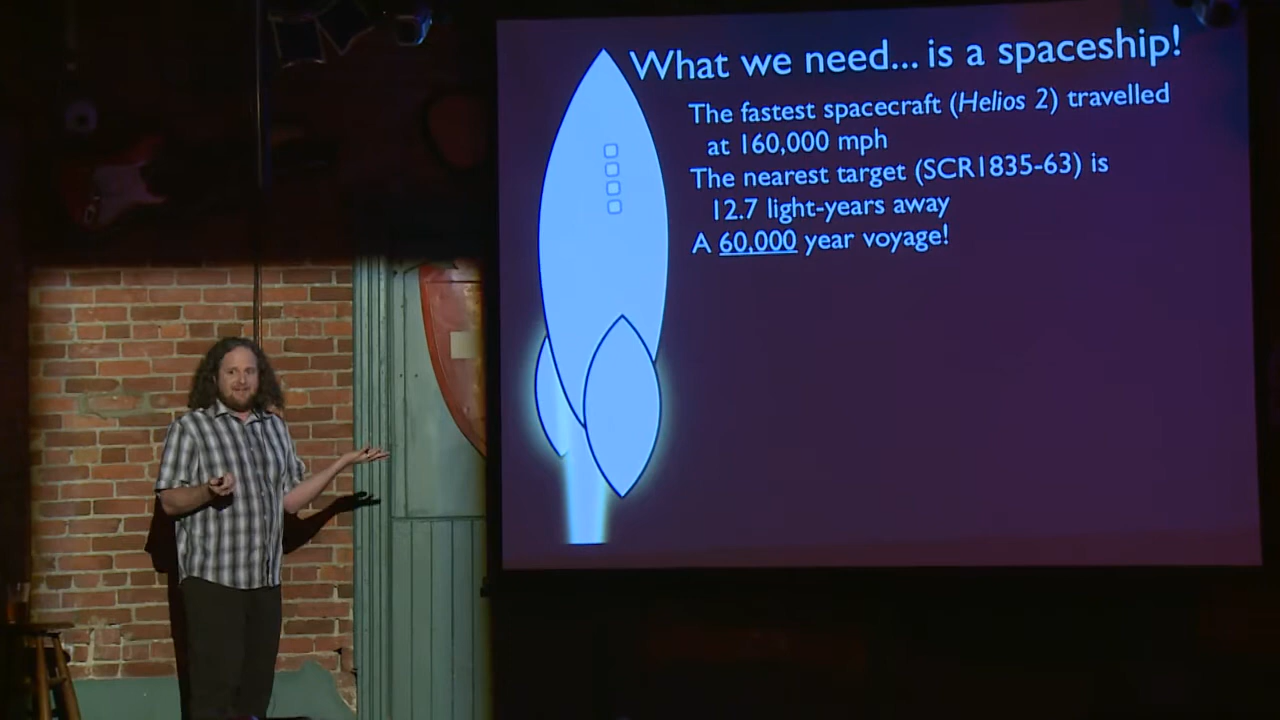 What we need... is a spaceship!
The fastest spacecraft (Helios 2) travelled
at 160,000 mph
The nearest target (SCR1835-63) is
12.7 light-years away
A 60,000 year voyage!